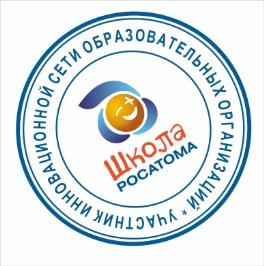 УЧАСТНИК ИННОВАЦИОННОЙ СЕТИ ОБРАЗОВАТЕЛЬНЫХ ОРГАНИЗАЦИЙ *
Школа
РОСАТОМА